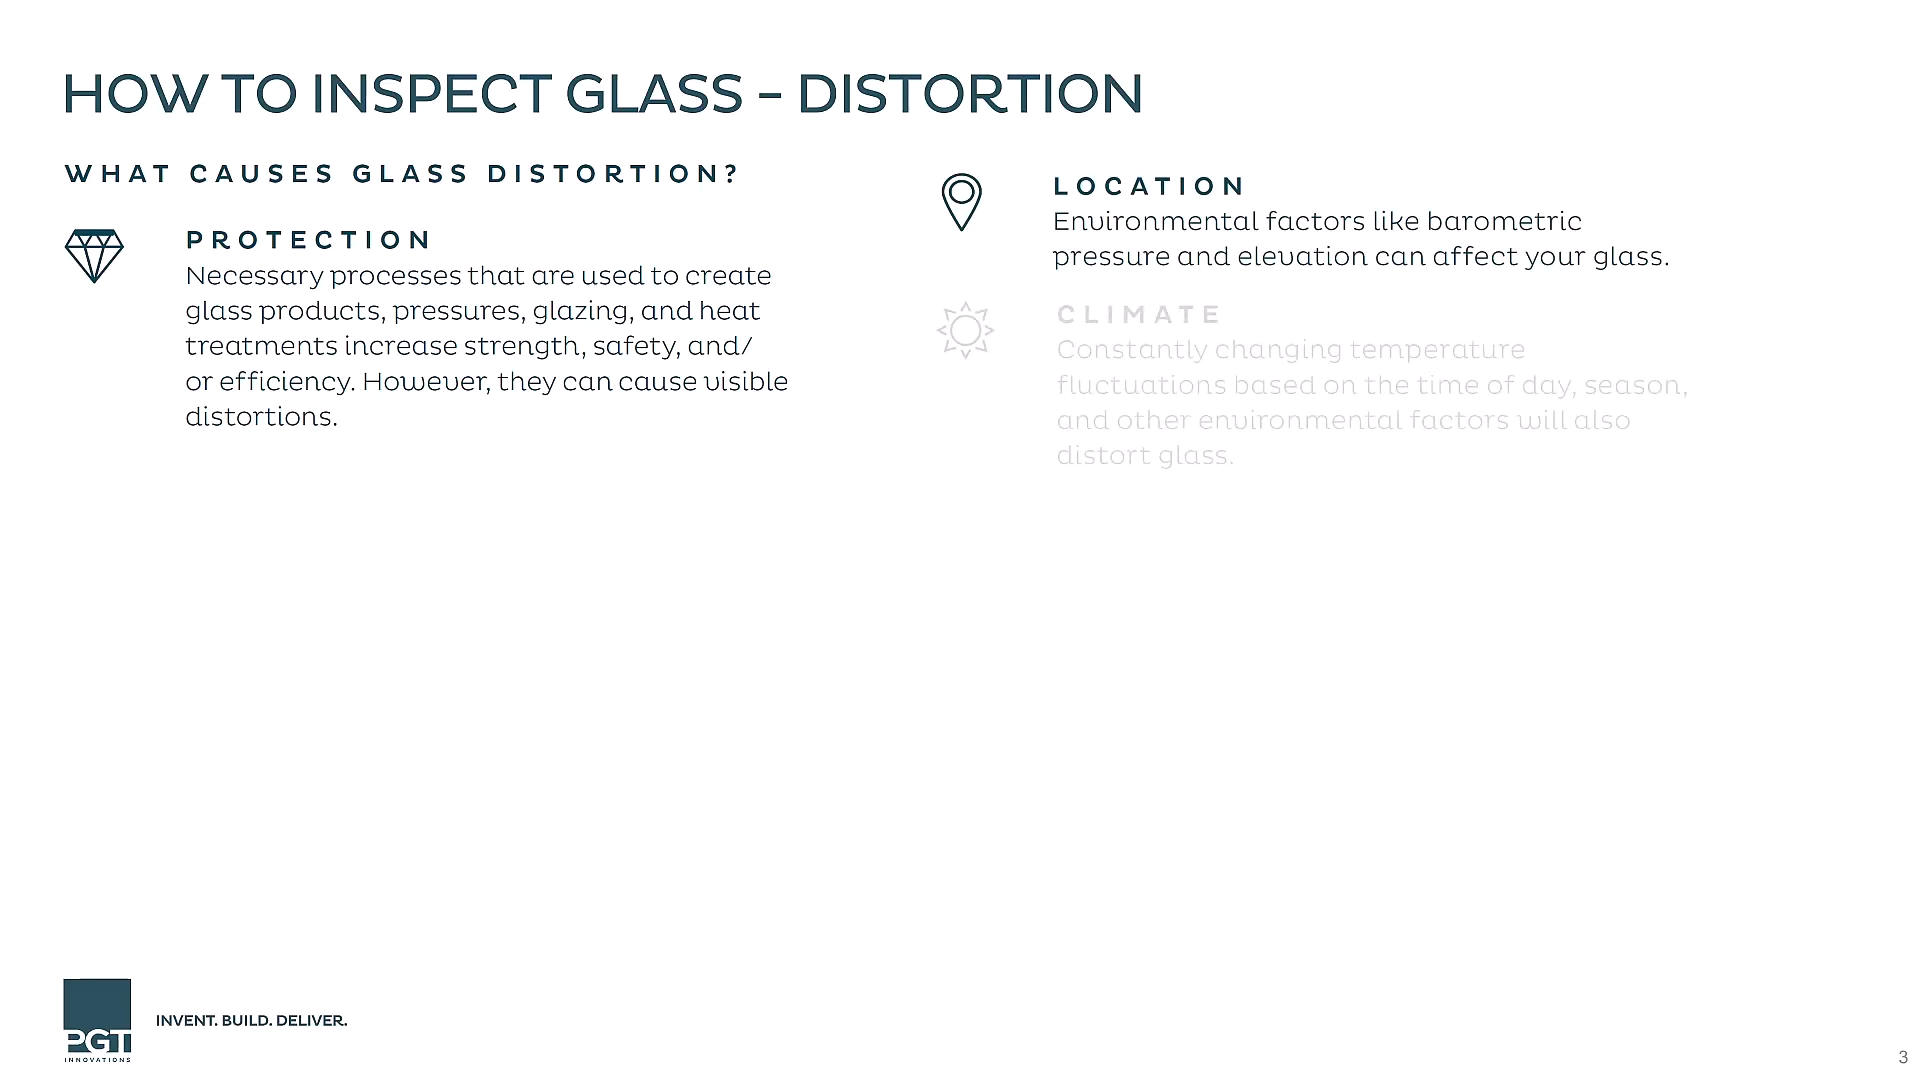 HOW TO INSPECT GLASS – DISTORTION
WHAT CAUSES GLASS DISTORTION?
PROTECTION
Necessary processes that are used to create
glass products, pressures, glazing, and heat
treatments increase strength, safety, and/
or efficiency. However, they can cause visible
distortions.
LOCATION
Environmental factors like barometric
pressure and elevation can affect your glass.
CLIMATE
Constantly changing temperature
fluctuations based on the time of day, season,
and other environmental factors will also
distort glass.
PGT
INNOVATIONS
INVENT. BUILD. DELIVER.
3